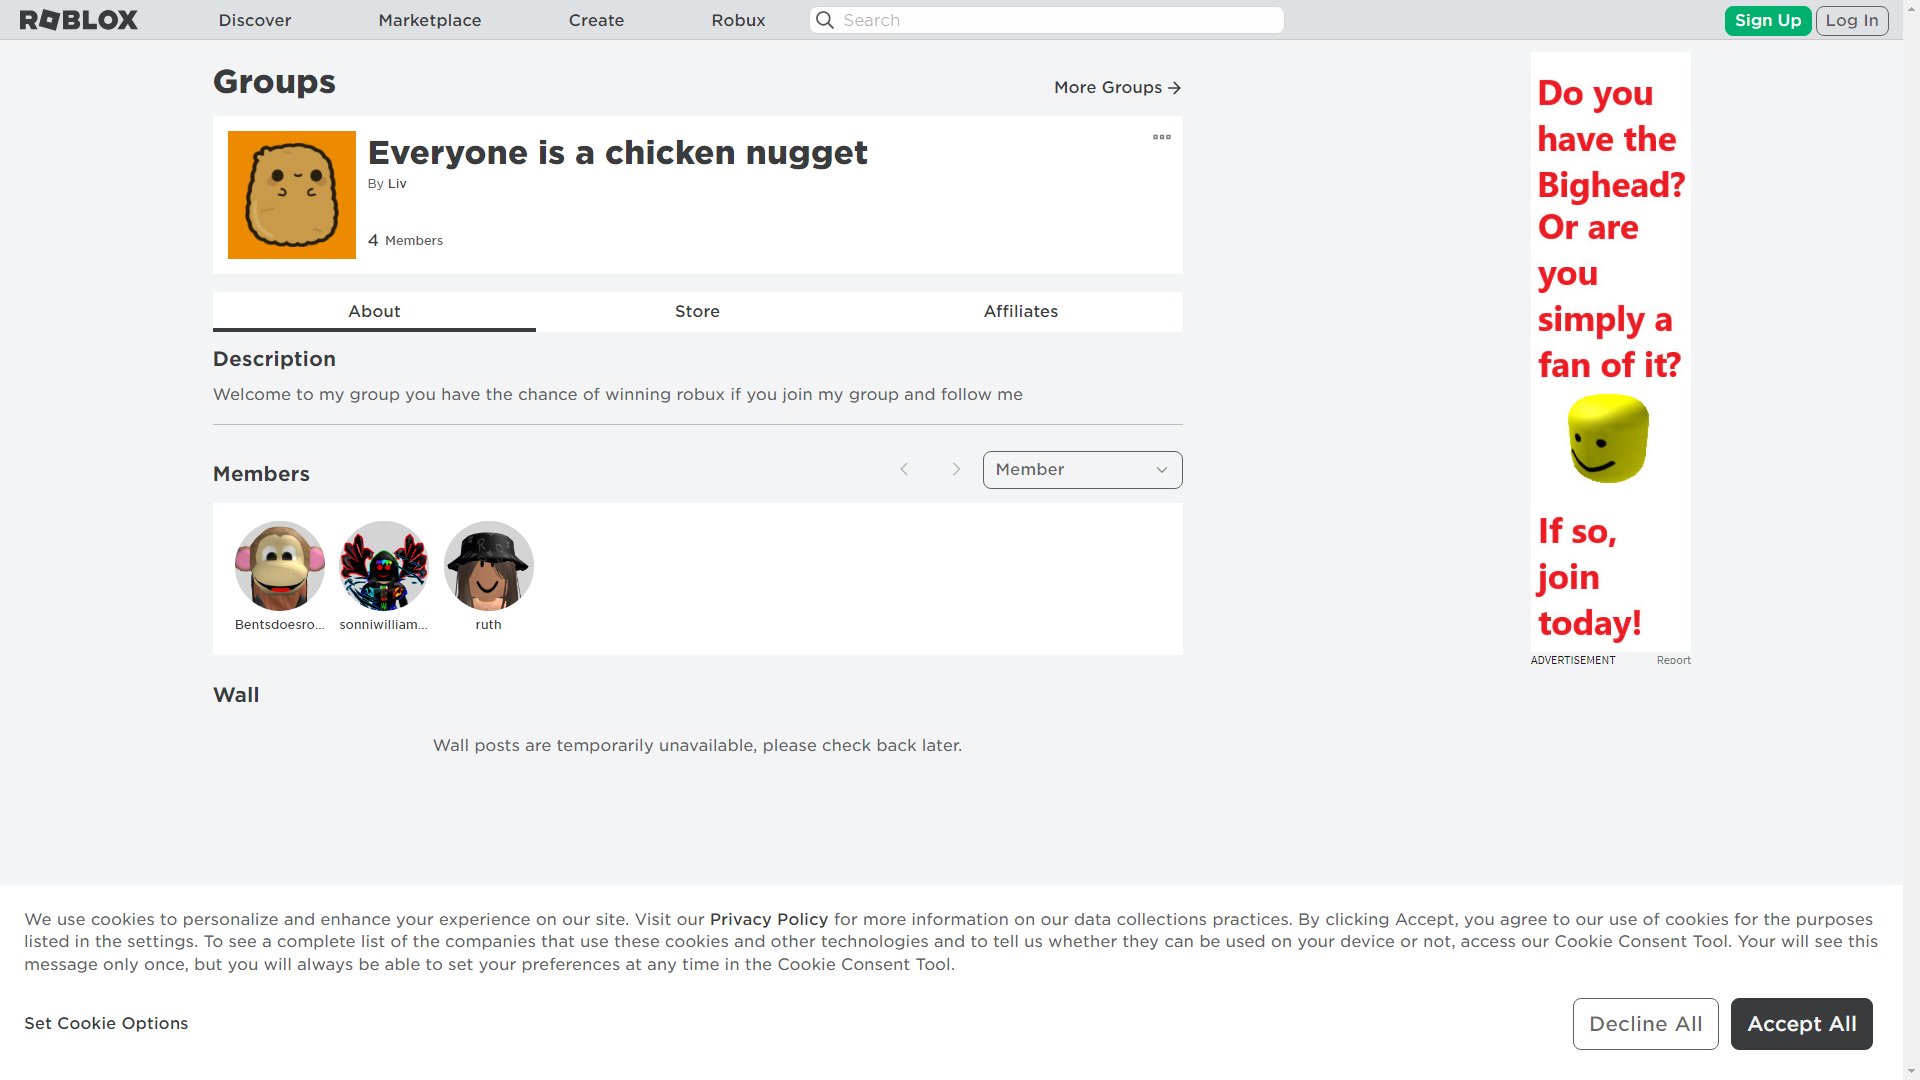 ROBLOX
Discover
Marketplace
Create
Robux
Search
Sign Up
Log In
Groups
More Groups
Everyone is a chicken nugget
By Liv
4 Members
About
Store
Affiliates
Description
Welcome to my group you have the chance of winning robux if you join my group and follow me
Members
Member
Bentsdoesro...
sonniwilliam...
ruth
Wall
Wall posts are temporarily unavailable, please check back later.
Do you
have the
Bighead?
Or are
you
simply a
fan of it?
If so,
join
today!
ADVERTISEMENT
Report
We use cookies to personalize and enhance your experience on our site. Visit our Privacy Policy for more information on our data collections practices. By clicking Accept, you agree to our use of cookies for the purposes
listed in the settings. To see a complete list of the companies that use these cookies and other technologies and to tell us whether they can be used on your device or not, access our Cookie Consent Tool. Your will see this
message only once, but you will always be able to set your preferences at any time in the Cookie Consent Tool.
Set Cookie Options
Decline All
Accept All